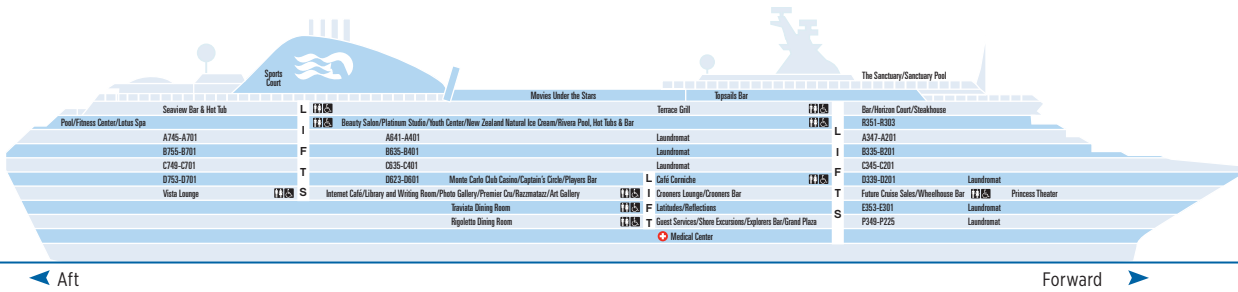 Sports
Court
The Sanctuary/Sanctuary Pool
Movies Under the Stars Topsails Bar
Seaview Bar & Hot Tub Terrace Grill Bar/Horizon Court/Steakhouse
Pool/Fitness Center/Lotus Spa Beauty Salon/Platinum Studio/Youth Center/New Zealand Natural Ice Cream/Rivera Pool, Hot Tubs & Bar R351-R303
A745-A701 A641-A401 Laundromat A347-A201
B755-B701 B635-B401 Laundromat B335-B201
C749-C701 C635-C401 Laundromat C345-C201
D753-D701 D623-D601 Monte Carlo Club Casino/Captain's Circle/Players Bar Café Corniche D339-D201 Laundromat
Vista Lounge Internet Café/Library and Writing Room/Photo Gallery/Premier Cru/Razzmatazz/Art Gallery Crooners Lounge/Crooners Bar Future Cruise Sales/Wheelhouse Bar Princess Theater
Traviata Dining Room Latitudes/Reflections E353-E301 Laundromat
Rigoletto Dining Room Guest Services/Shore Excursions/Explorers Bar/Grand Plaza P349-P225 Laundromat
Medical Center
LIFTS
LIFT
LIFTS
Aft Forward